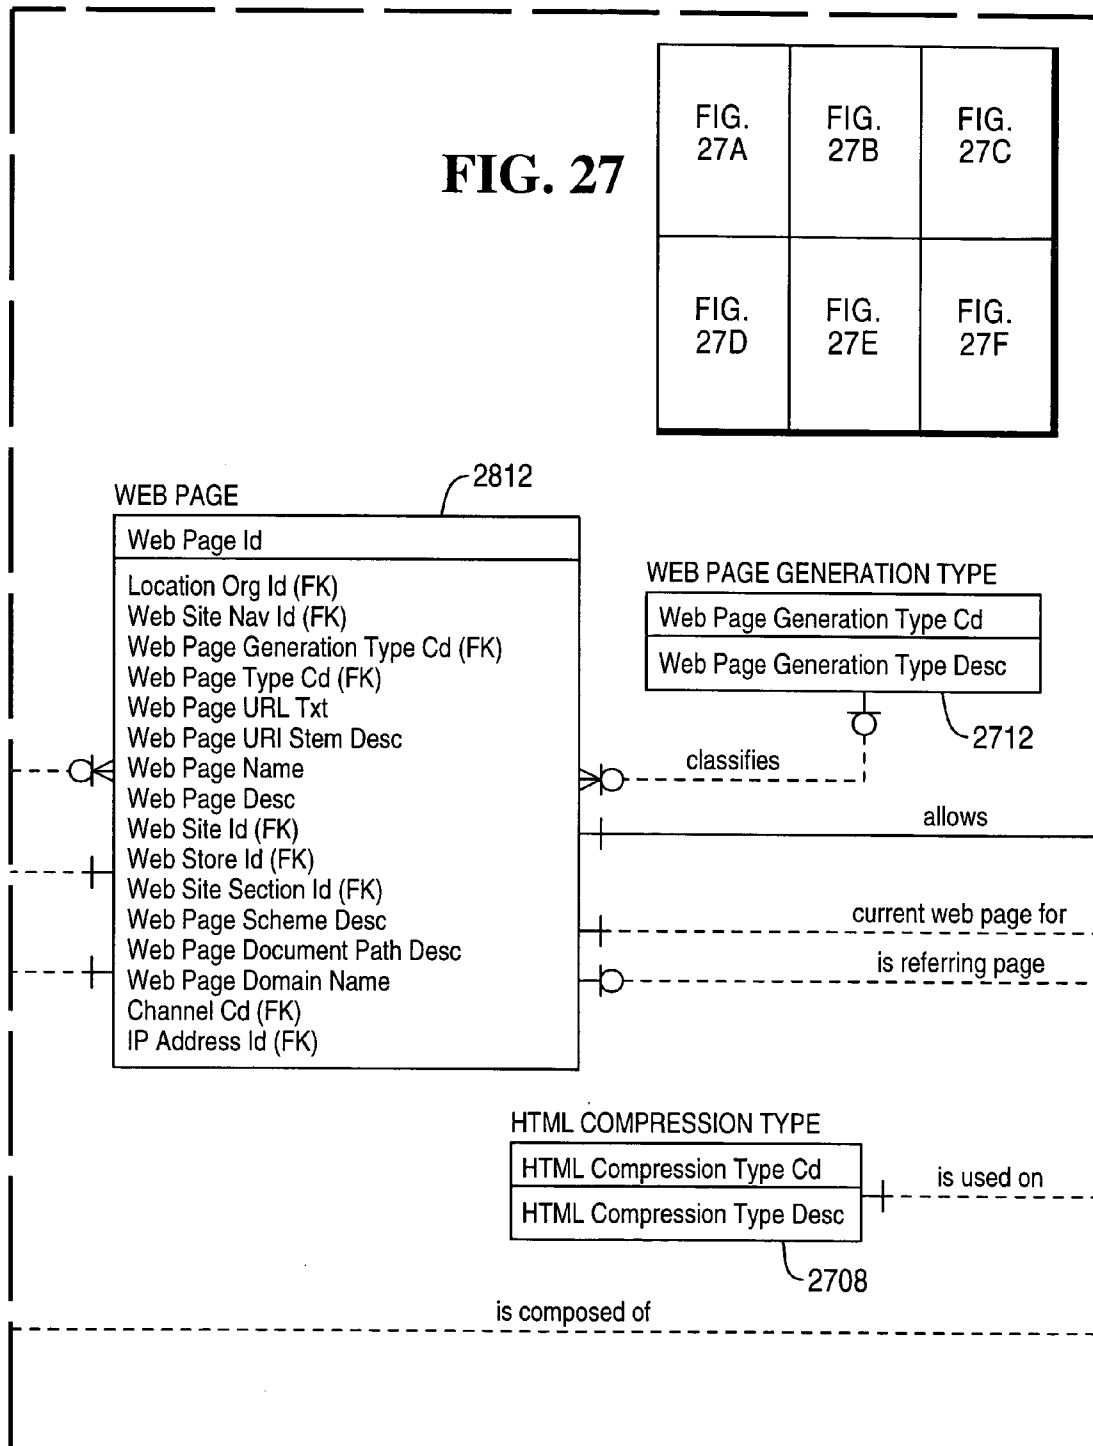 FIG. 27
FIG.
27A
FIG.
27B
FIG.
27C
FIG.
27D
FIG.
27E
FIG.
27F
2812
WEB PAGE
Web Page Id
Location Org Id (FK)
Web Site Nav Id (FK)
Web Page Generation Type Cd (FK)
Web Page Type Cd (FK)
Web Page URL Txt
Web Page URI Stem Desc
Web Page Name
Web Page Desc
Web Site Id (FK)
Web Store Id (FK)
Web Site Section Id (FK)
Web Page Scheme Desc
Web Page Document Path Desc
Web Page Domain Name
Channel Cd (FK)
IP Address Id (FK)
WEB PAGE GENERATION TYPE
Web Page Generation Type Cd
Web Page Generation Type Desc
2712
classifies
allows
current web page for
is referring page
HTML COMPRESSION TYPE
HTML Compression Type Cd
HTML Compression Type Desc
2708
is used on
is composed of